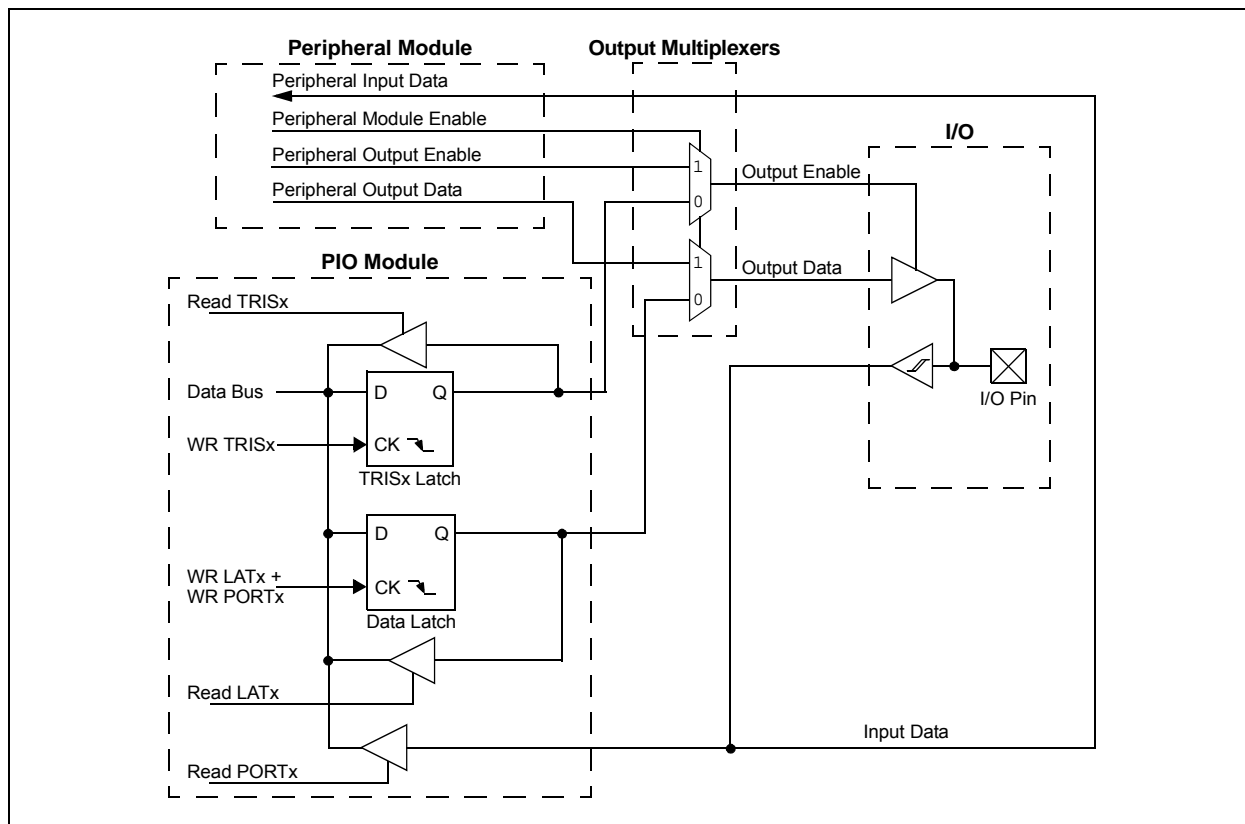 Peripheral Module
Output Multiplexers
Peripheral Input Data
Peripheral Module Enable
Peripheral Output Enable
Peripheral Output Data
1
0
1
0
Output Enable
Output Data
I/O
I/O Pin
PIO Module
Read TRISx
Data Bus
D
Q
WR TRISx
CK
TRISx Latch
D
Q
WR LATx +
WR PORTx
CK
Data Latch
Read LATx
Read PORTx
Input Data